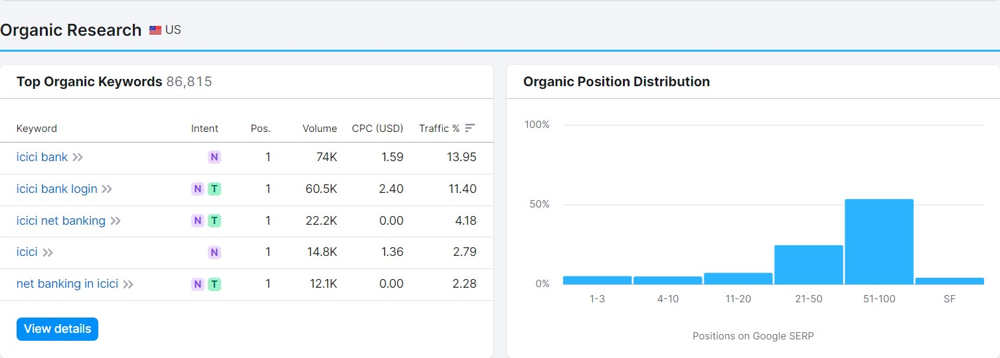 Organic Research US
Top Organic Keywords 86,815
Keyword Intent Pos. Volume CPC (USD) Traffic %
icici bank N 1 74K 1.59 13.95
icici bank login N T 1 60.5K 2.40 11.40
icici net banking N T 1 22.2K 0.00 4.18
icici N 1 14.8K 1.36 2.79
net banking in icici N T 1 12.1K 0.00 2.28
View details
Organic Position Distribution
100%
50%
0%
1-3 4-10 11-20 21-50 51-100 SF
Positions on Google SERP